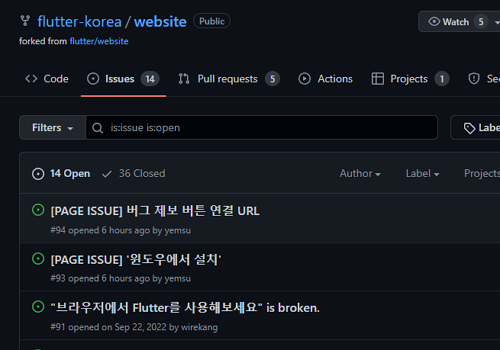 flutter-korea / website Public
Watch 5
forked from flutter/website
Code Issues 14 Pull requests 5 Actions Projects 1
Filters is:issue is:open
14 Open 36 Closed Author Label Projects
[PAGE ISSUE] 버그 제보 버튼 연결 URL
#94 opened 6 hours ago by yemsu
[PAGE ISSUE] '윈도우에서 설치'
#93 opened 6 hours ago by yemsu
"브라우저에서 Flutter를 사용해보세요" is broken.
#91 opened on Sep 22, 2022 by wirekang